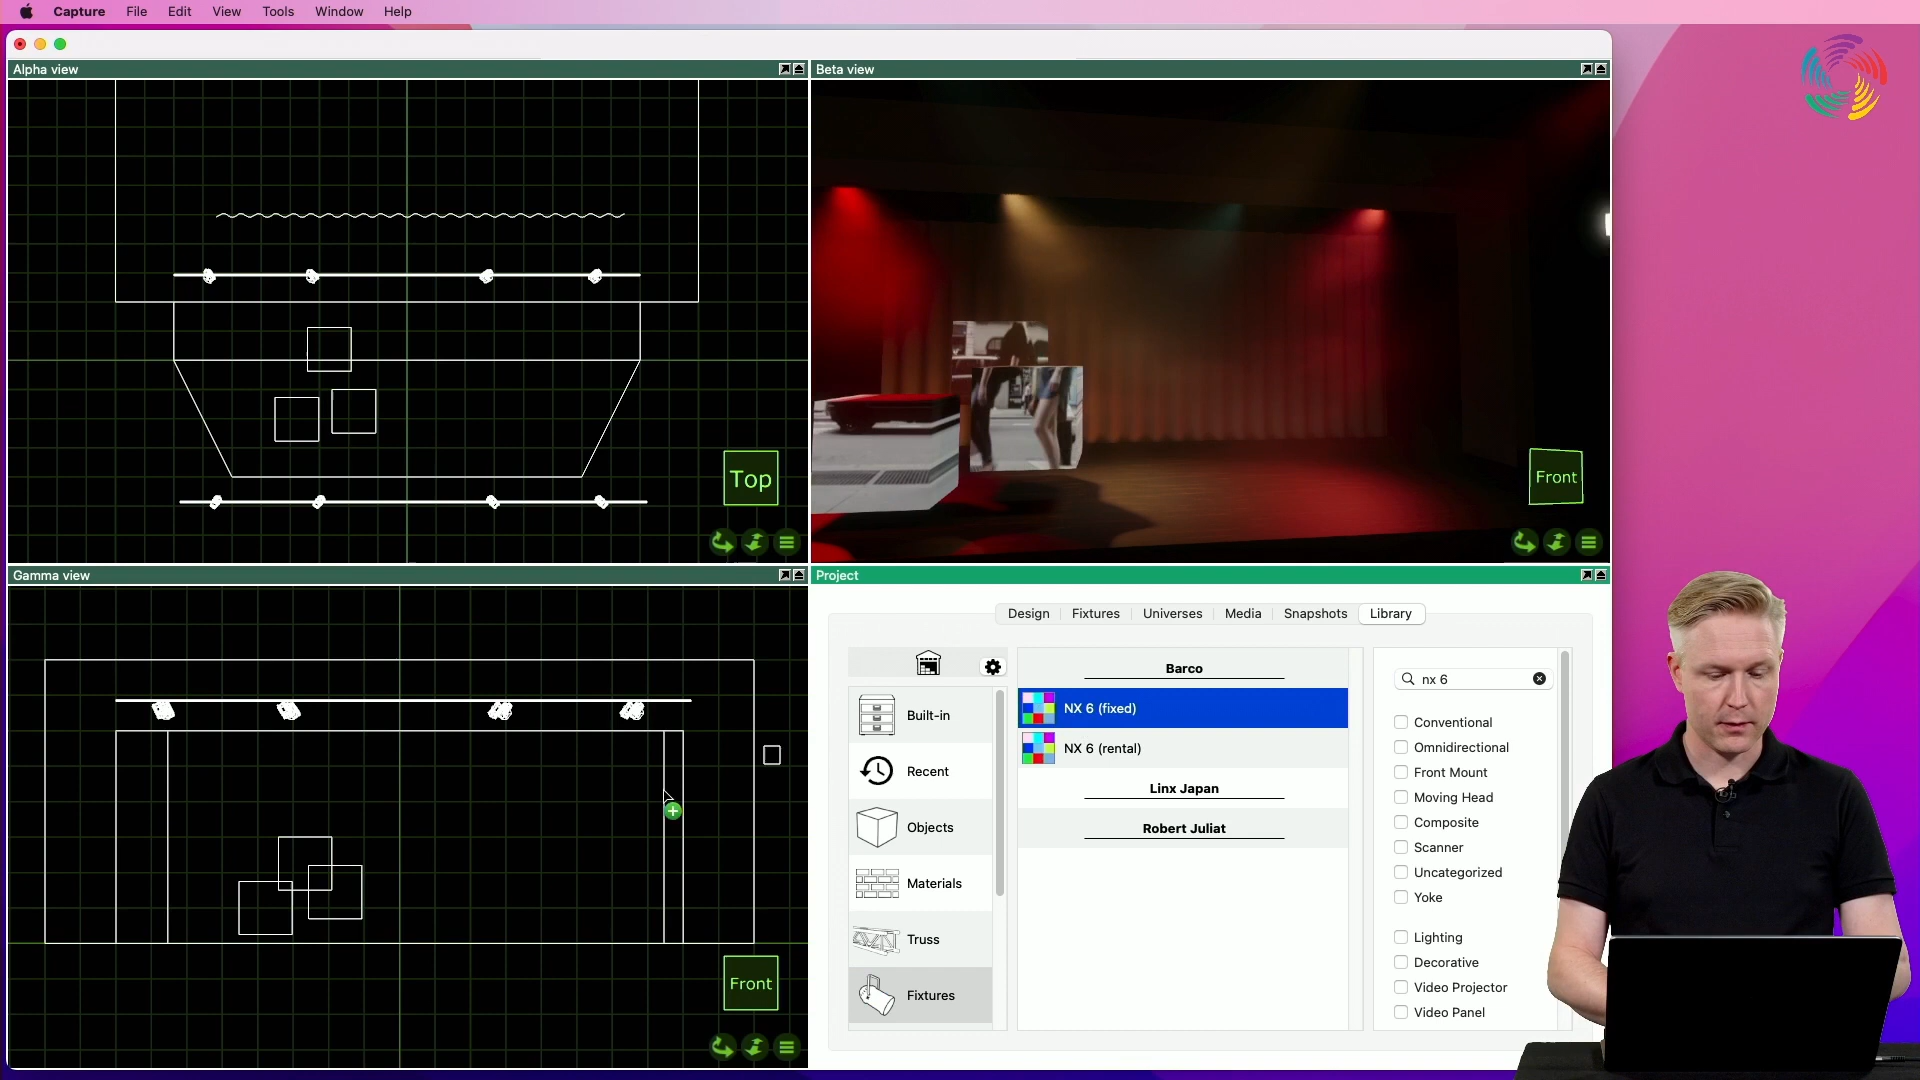 Capture File Edit View Tools Window Help
Alpha view
Beta view
Top
Front
Gamma view
Project
Design Fixtures Universes Media Snapshots Library
Built-in
Recent
Objects
Materials
Truss
Fixtures
Barco
NX 6 (fixed)
NX 6 (rental)
Linx Japan
Robert Juliat
nx 6
Conventional
Omnidirectional
Front Mount
Moving Head
Composite
Scanner
Uncategorized
Yoke
Lighting
Decorative
Video Projector
Video Panel
Front